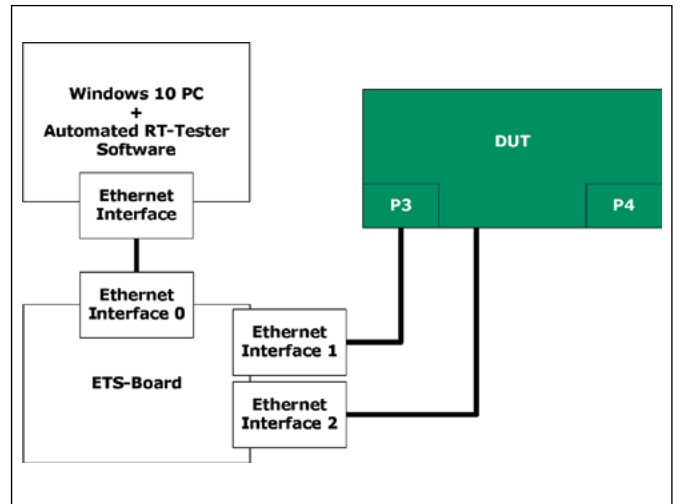 Windows 10 PC
+
Automated RT-Tester
Software
Ethernet
Interface
DUT
P3
P4
Ethernet
Interface 0
ETS-Board
Ethernet
Interface 1
Ethernet
Interface 2